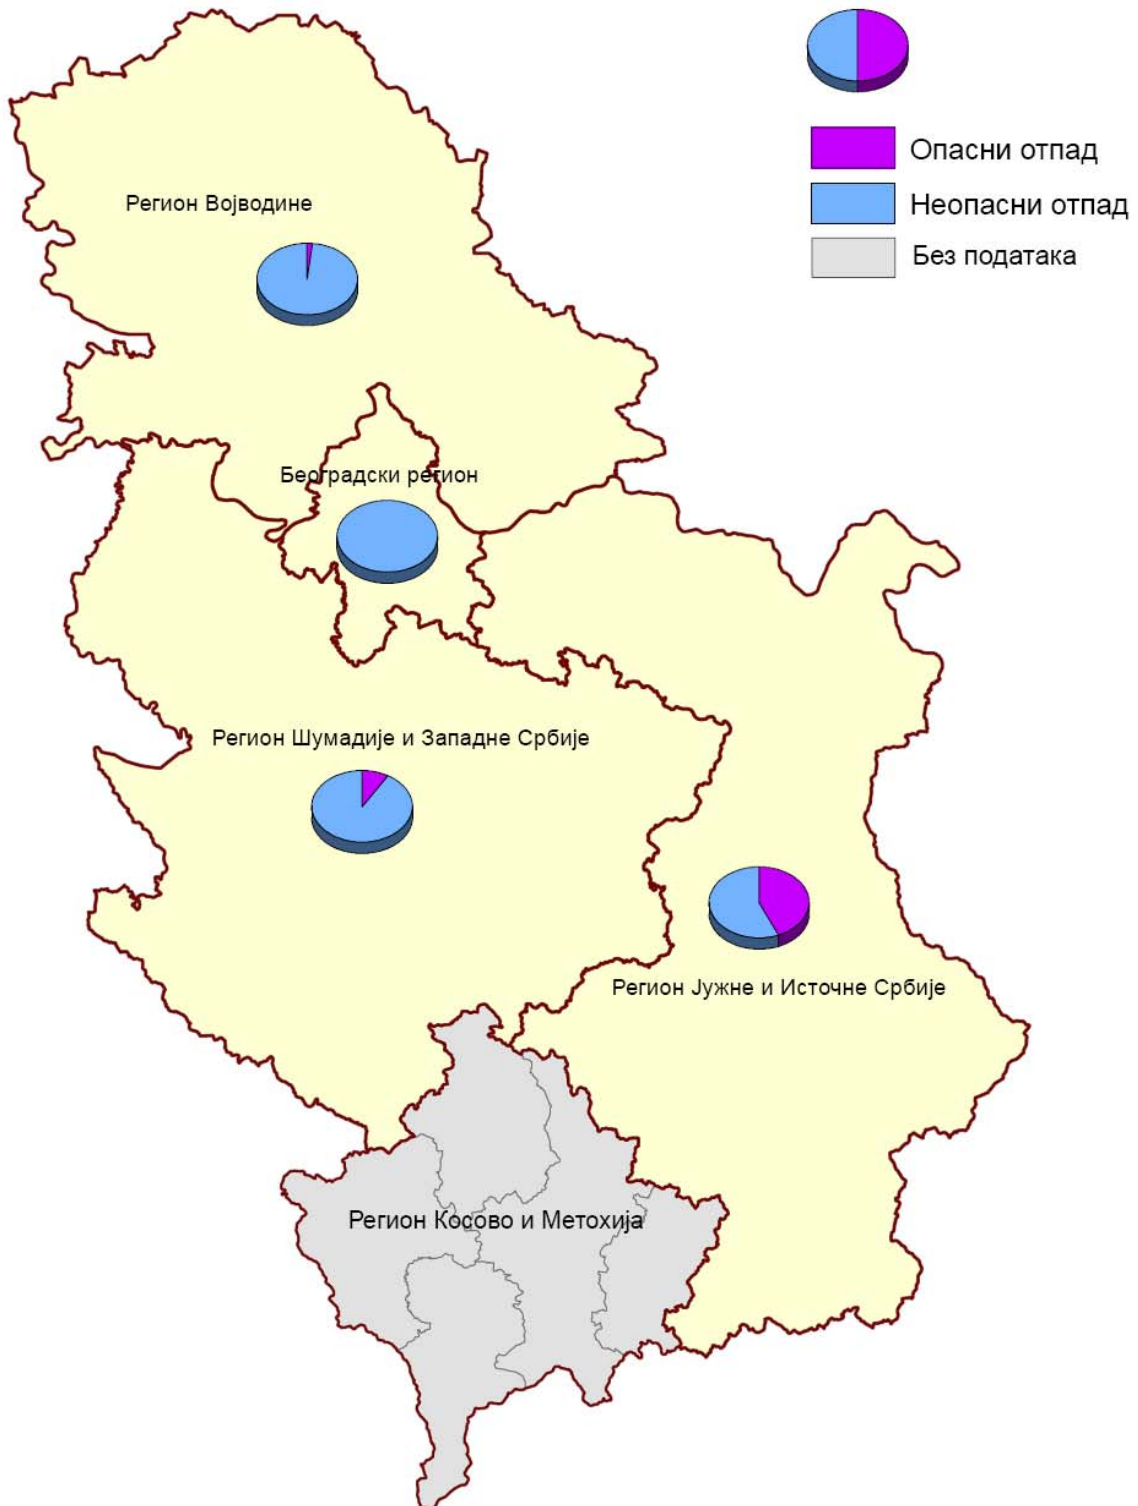 Опасни отпад
Неопасни отпад
Без података
Регион Војводине
Београдски регион
Регион Шумадије и Западне Србије
Регион Јужне и Источне Србије
Регион Косово и Метохија